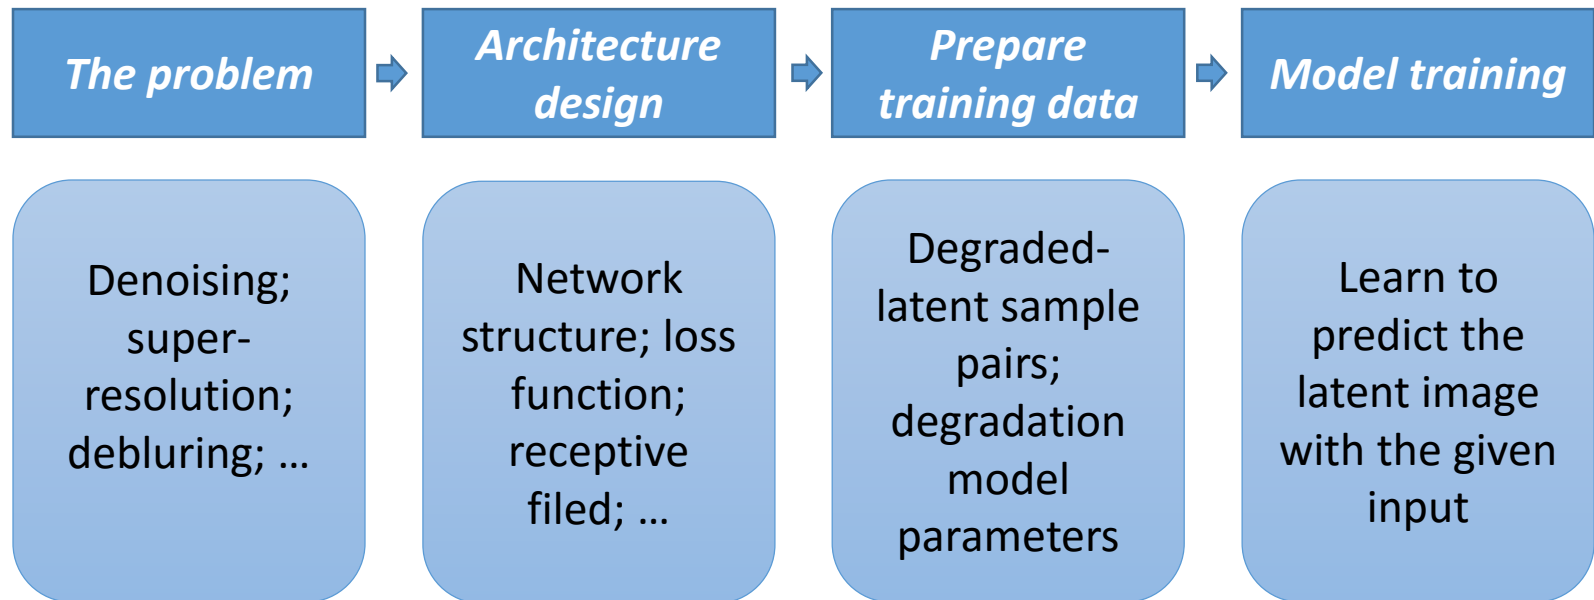 The problem
Architecture
design
Prepare
training data
Model training
Denoising;
super-
resolution;
debluring; …
Network
structure; loss
function;
receptive
filed; …
Degraded-
latent sample
pairs;
degradation
model
parameters
Learn to
predict the
latent image
with the given
input